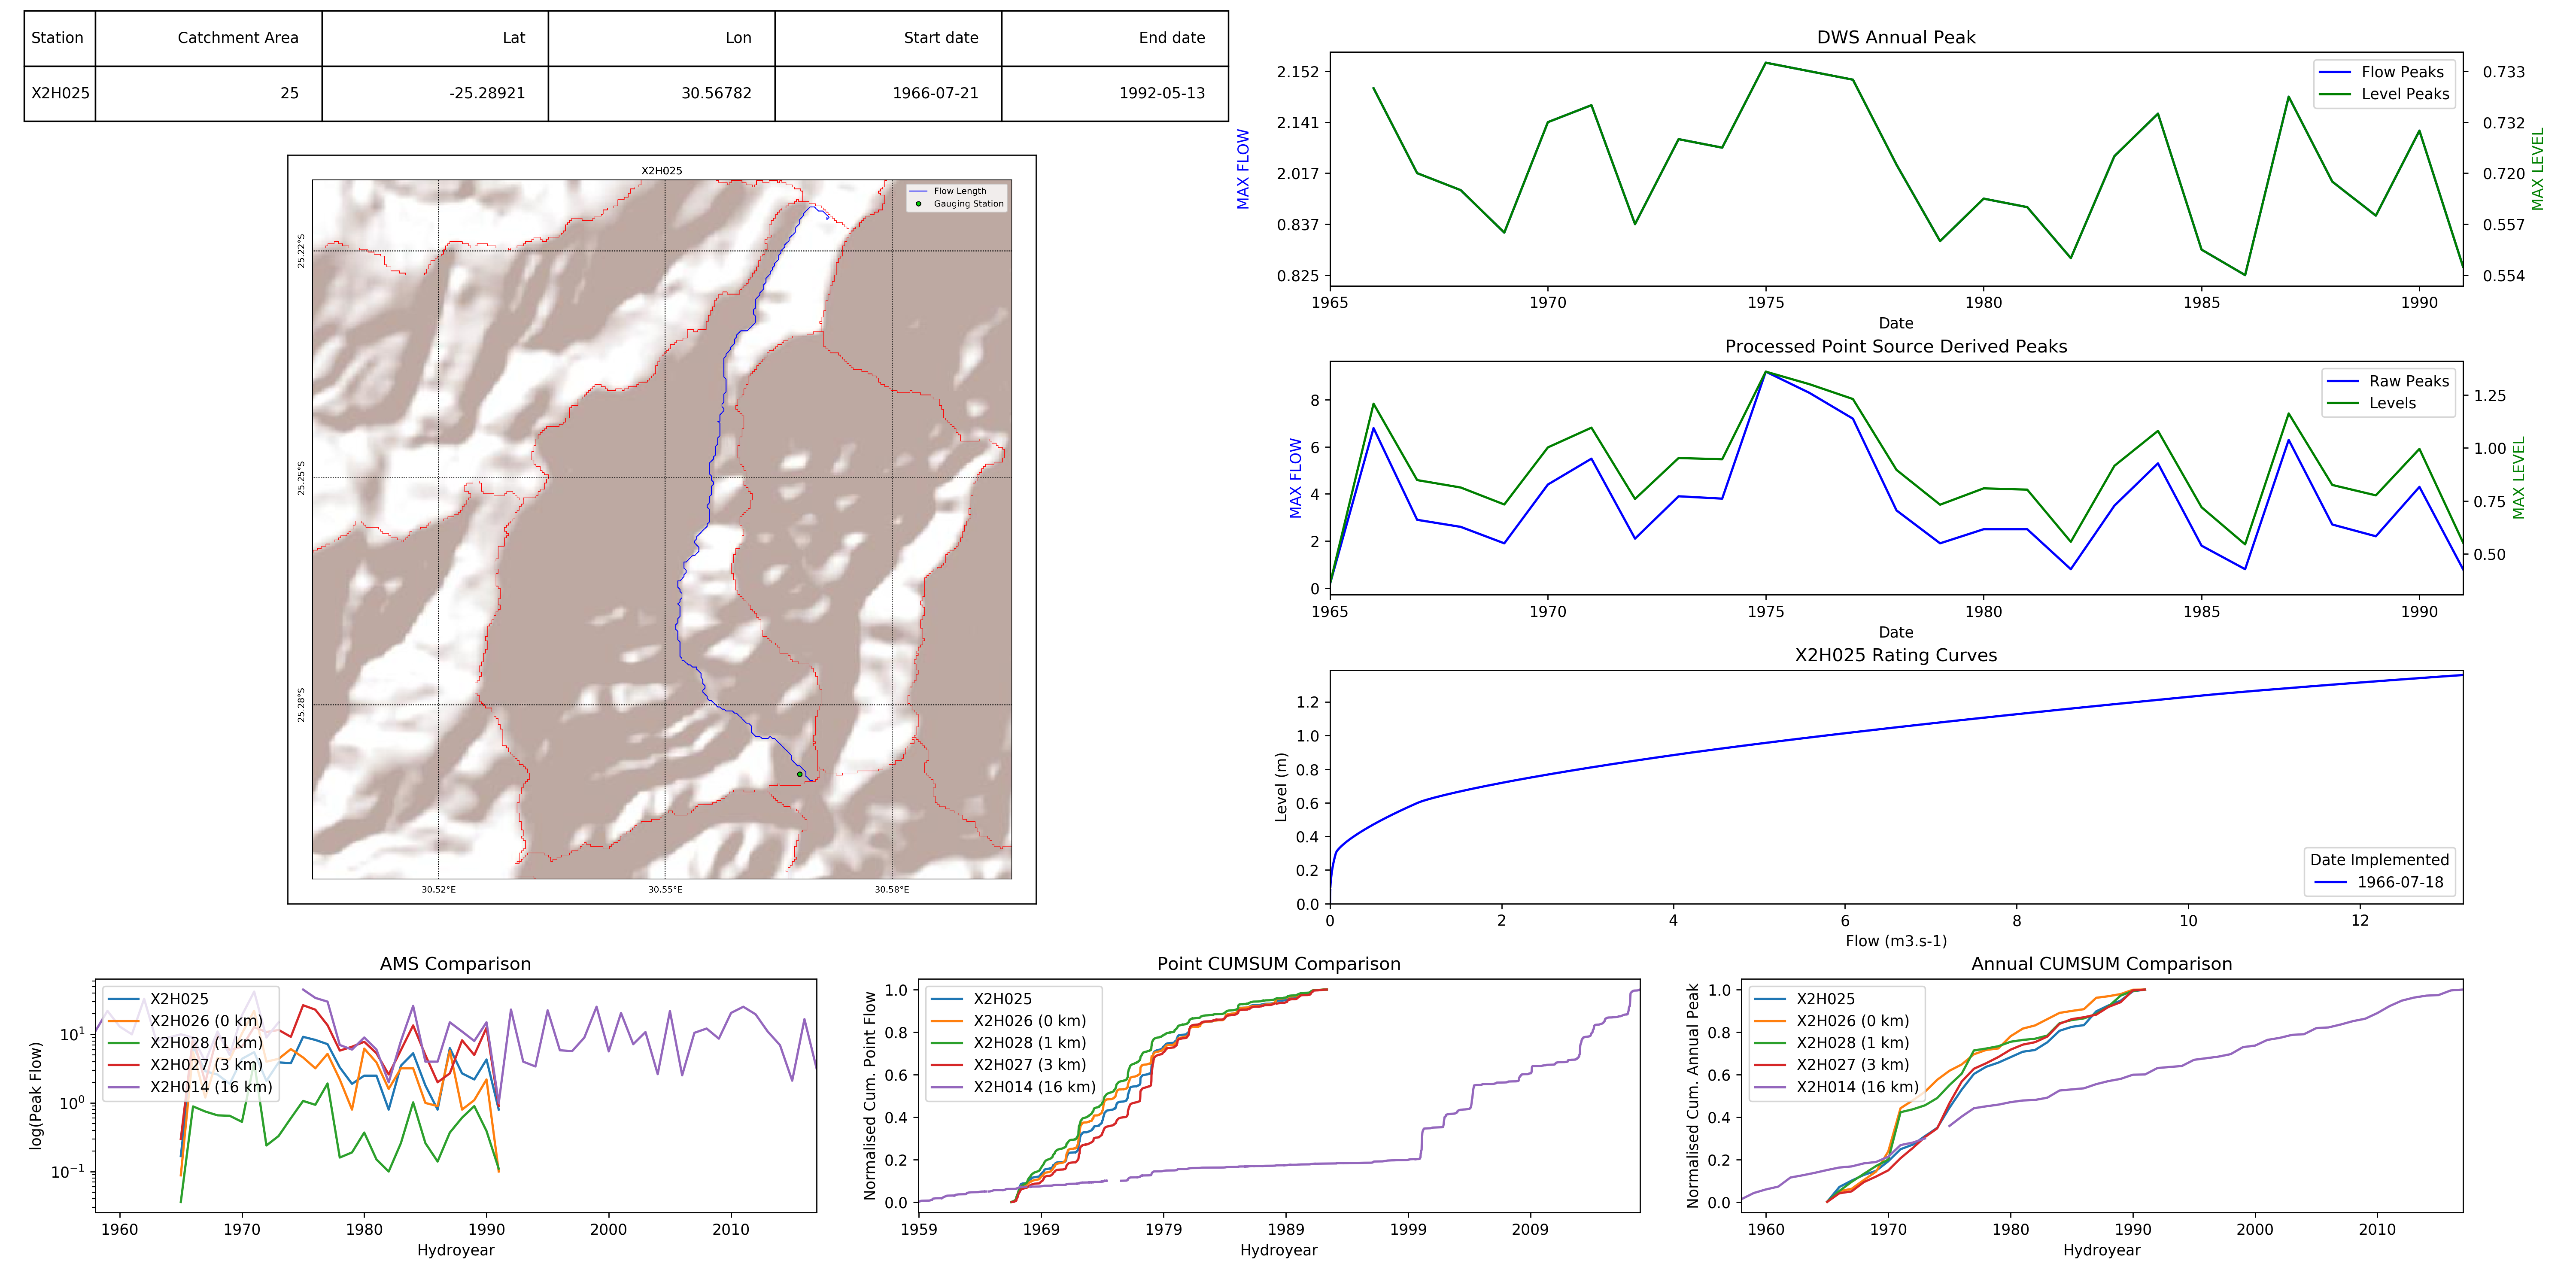 Station Catchment Area Lat Lon Start date End date
X2H025 25 -25.28921 30.56782 1966-07-21 1992-05-13
X2H025
Flow Length
Gauging Station
25.22°S
25.25°S
25.28°S
30.52°E 30.55°E 30.58°E
DWS Annual Peak
Flow Peaks
Level Peaks
MAX FLOW
2.152
2.141
2.017
0.837
0.825
MAX LEVEL
0.733
0.732
0.720
0.557
0.554
1965 1970 1975 1980 1985 1990
Date
Processed Point Source Derived Peaks
Raw Peaks
Levels
MAX FLOW
8
6
4
2
0
MAX LEVEL
1.25
1.00
0.75
0.50
1965 1970 1975 1980 1985 1990
Date
X2H025 Rating Curves
Level (m)
1.2
1.0
0.8
0.6
0.4
0.2
0.0
Date Implemented
1966-07-18
0 2 4 6 8 10 12
Flow (m3.s-1)
AMS Comparison
X2H025
X2H026 (0 km)
X2H028 (1 km)
X2H027 (3 km)
X2H014 (16 km)
log(Peak Flow)
10¹
10⁰
10⁻¹
1960 1970 1980 1990 2000 2010
Hydroyear
Point CUMSUM Comparison
X2H025
X2H026 (0 km)
X2H028 (1 km)
X2H027 (3 km)
X2H014 (16 km)
Normalised Cum. Point Flow
1.0
0.8
0.6
0.4
0.2
0.0
1959 1969 1979 1989 1999 2009
Hydroyear
Annual CUMSUM Comparison
X2H025
X2H026 (0 km)
X2H028 (1 km)
X2H027 (3 km)
X2H014 (16 km)
Normalised Cum. Annual Peak
1.0
0.8
0.6
0.4
0.2
0.0
1960 1970 1980 1990 2000 2010
Hydroyear